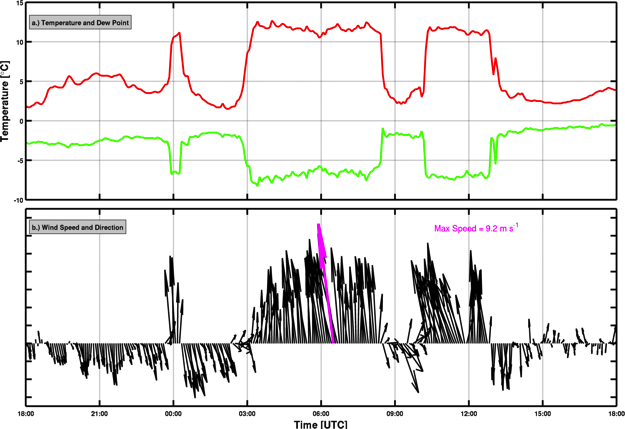 15
a.) Temperature and Dew Point
10
5
0
-5
-10
Temperature [°C]
b.) Wind Speed and Direction
Max Speed = 9.2 m s⁻¹
18:00 21:00 00:00 03:00 06:00 09:00 12:00 15:00 18:00
Time [UTC]